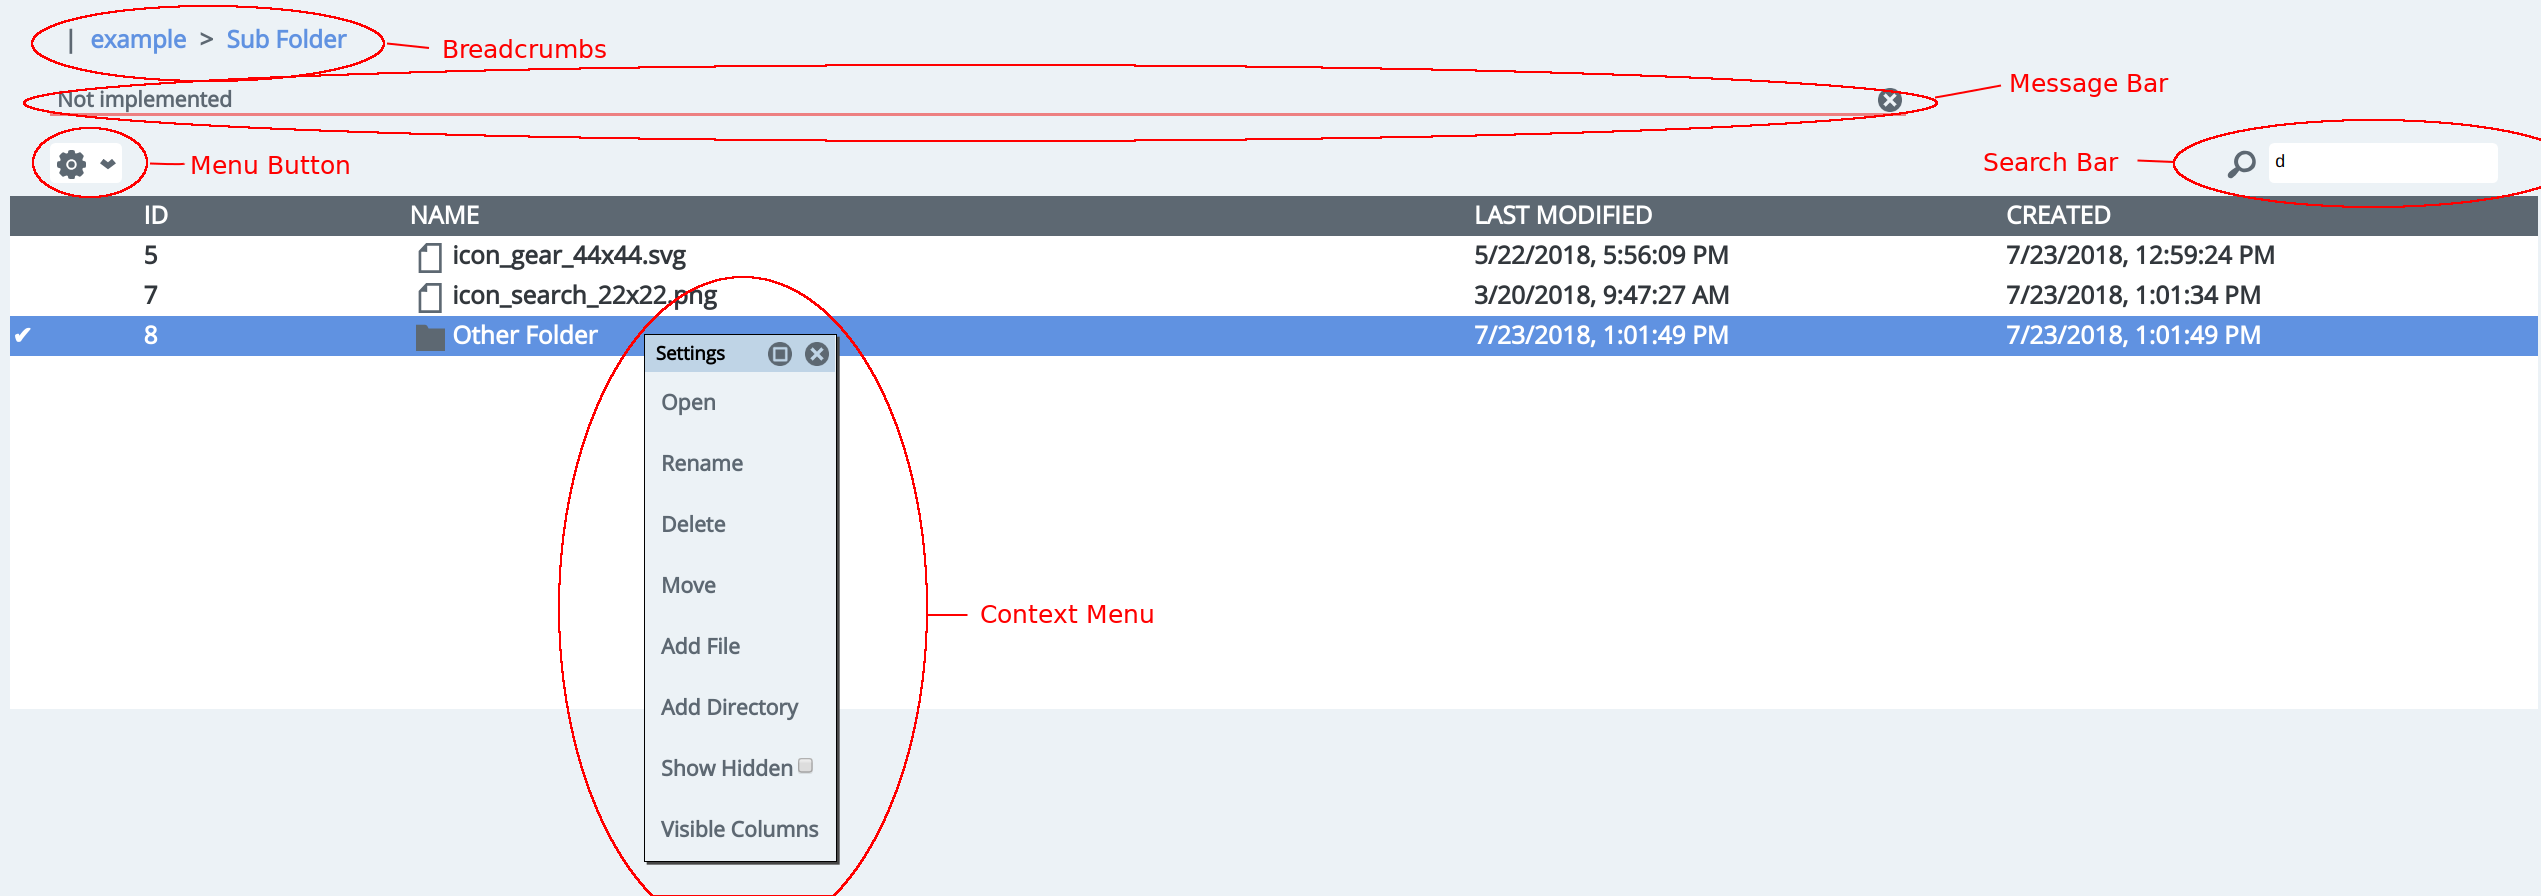 | example > Sub Folder
Breadcrumbs
Not implemented
Message Bar
Menu Button
Search Bar
d
ID NAME LAST MODIFIED CREATED
5 icon_gear_44x44.svg 5/22/2018, 5:56:09 PM 7/23/2018, 12:59:24 PM
7 icon_search_22x22.png 3/20/2018, 9:47:27 AM 7/23/2018, 1:01:34 PM
✔ 8 Other Folder 7/23/2018, 1:01:49 PM 7/23/2018, 1:01:49 PM
Settings
Open
Rename
Delete
Move
Context Menu
Add File
Add Directory
Show Hidden
Visible Columns